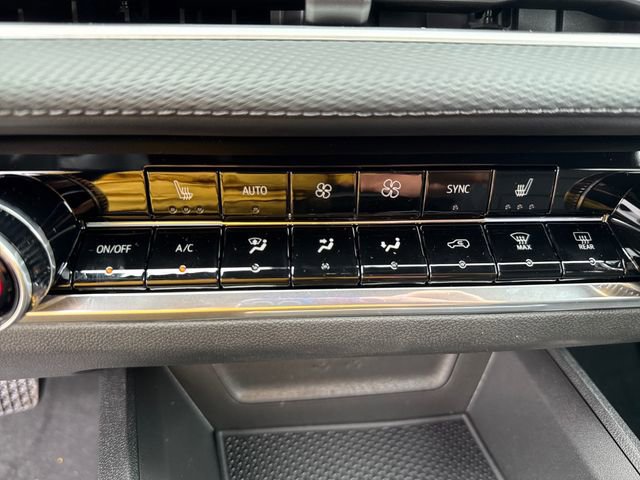 AUTO SYNC
ON/OFF A/C MAX REAR